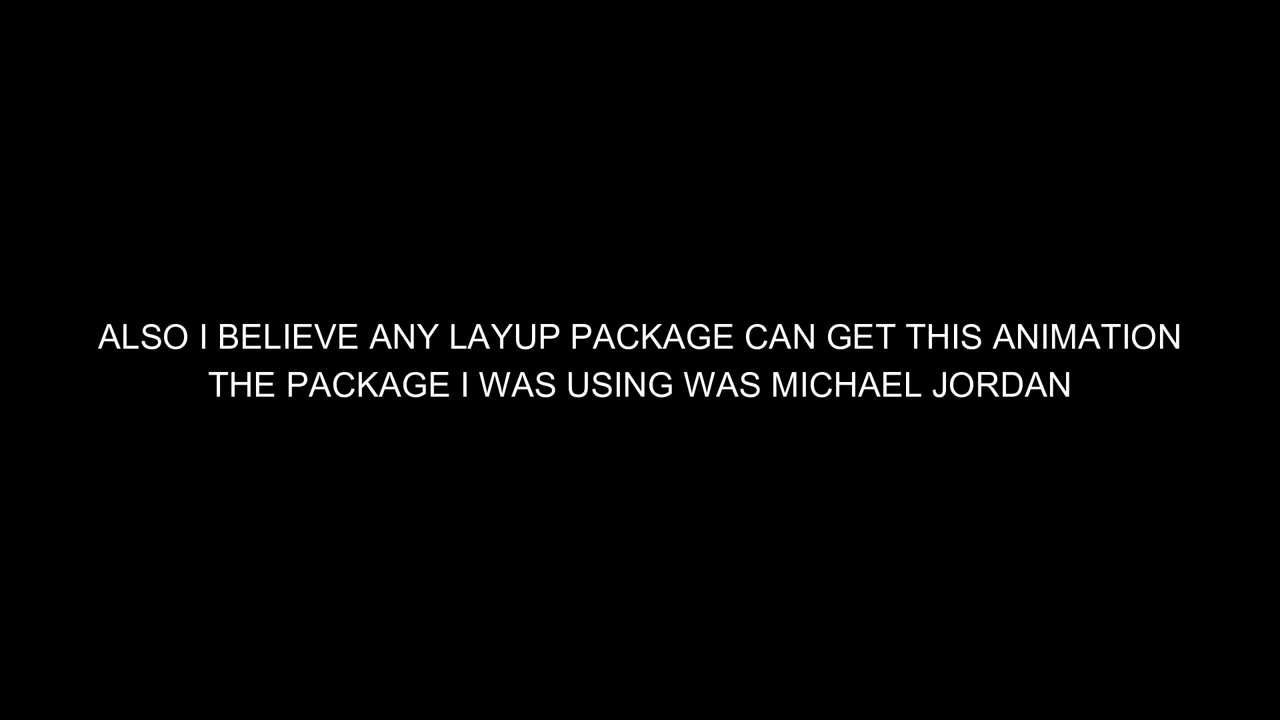 ALSO I BELIEVE ANY LAYUP PACKAGE CAN GET THIS ANIMATION
THE PACKAGE I WAS USING WAS MICHAEL JORDAN